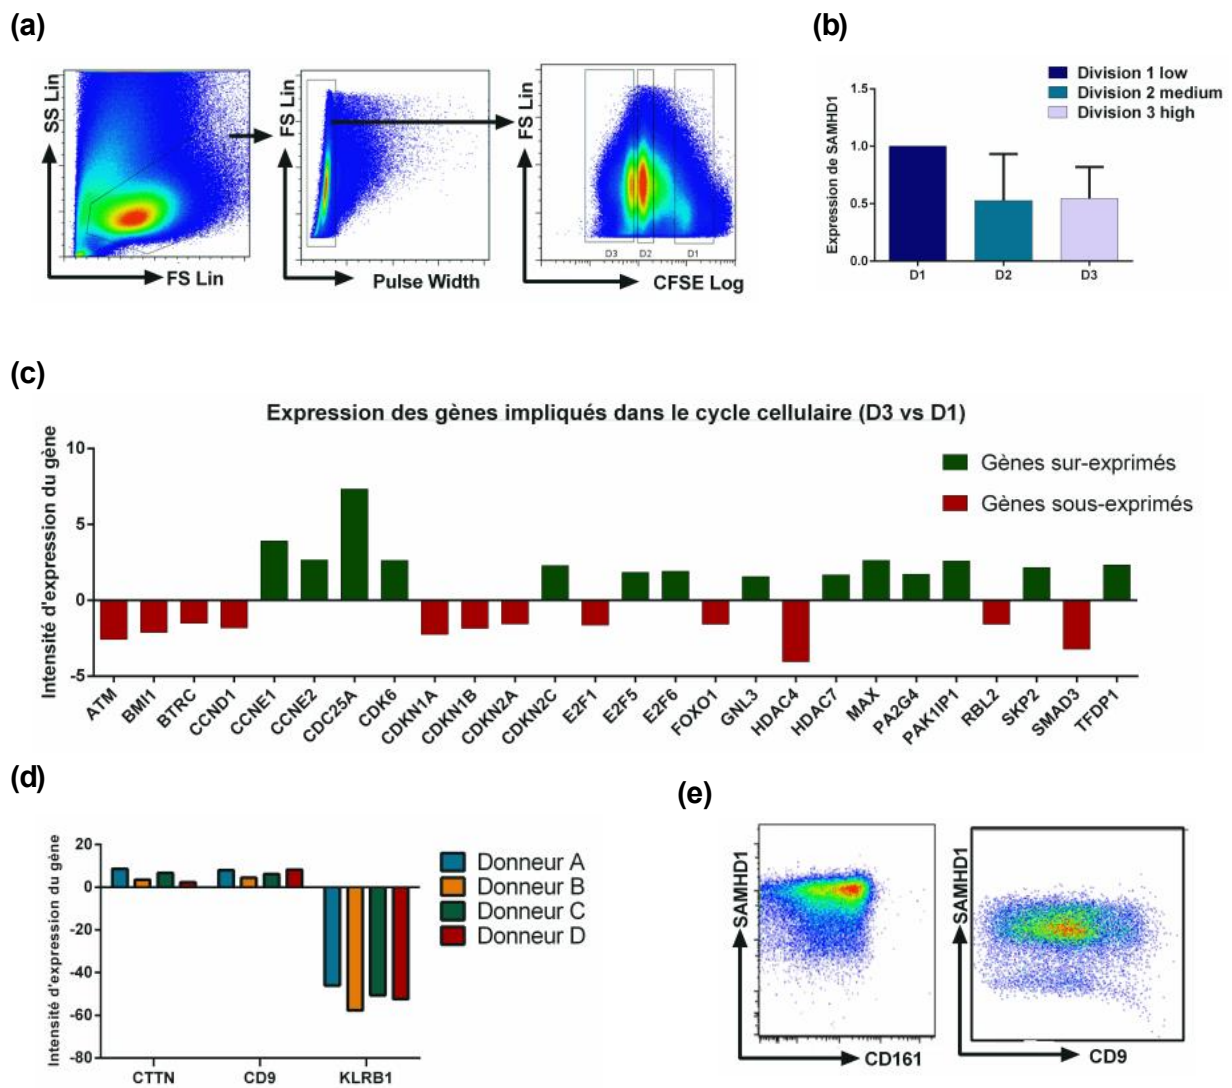 (a)
SS Lin
FS Lin
FS Lin
Pulse Width
FS Lin
D3
D2
D1
CFSE Log
(b)
Division 1 low
Division 2 medium
Division 3 high
Expression de SAMHD1
1.5
1.0
0.5
0.0
D1
D2
D3
(c)
Expression des gènes impliqués dans le cycle cellulaire (D3 vs D1)
Intensité d'expression du gène
10
5
0
-5
Gènes sur-exprimés
Gènes sous-exprimés
ATM
BMI1
BTRC
CCND1
CCNE1
CCNE2
CDC25A
CDK6
CDKN1A
CDKN1B
CDKN2A
CDKN2C
E2F1
E2F5
E2F6
FOXO1
GNL3
HDAC4
HDAC7
MAX
PA2G4
PAK1IP1
RBL2
SKP2
SMAD3
TFDP1
(d)
Intensité d'expression du gène
20
0
-20
-40
-60
-80
CTTN
CD9
KLRB1
Donneur A
Donneur B
Donneur C
Donneur D
(e)
SAMHD1
CD161
SAMHD1
CD9